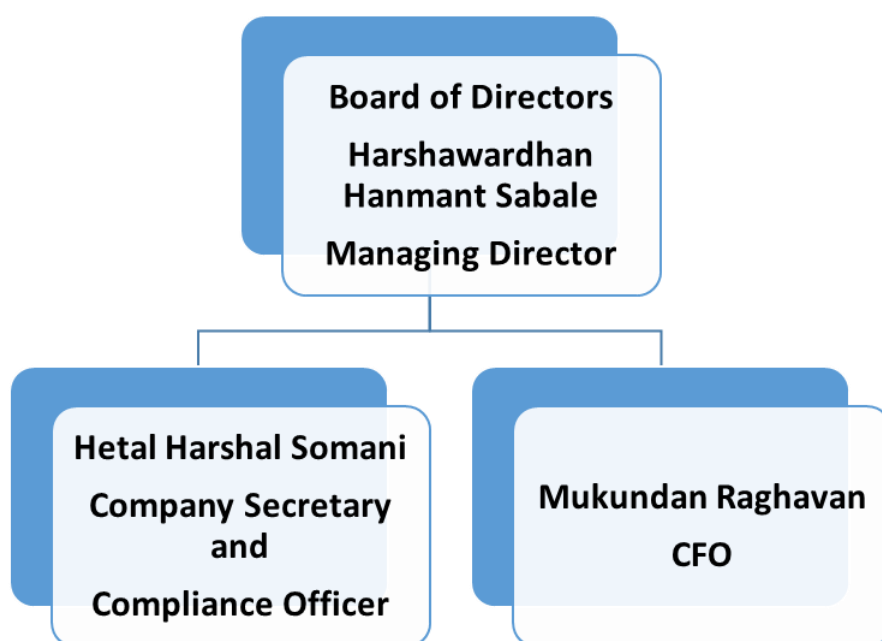 Board of Directors
Harshawardhan
Hanmant Sabale
Managing Director
Hetal Harshal Somani
Company Secretary
and
Compliance Officer
Mukundan Raghavan
CFO